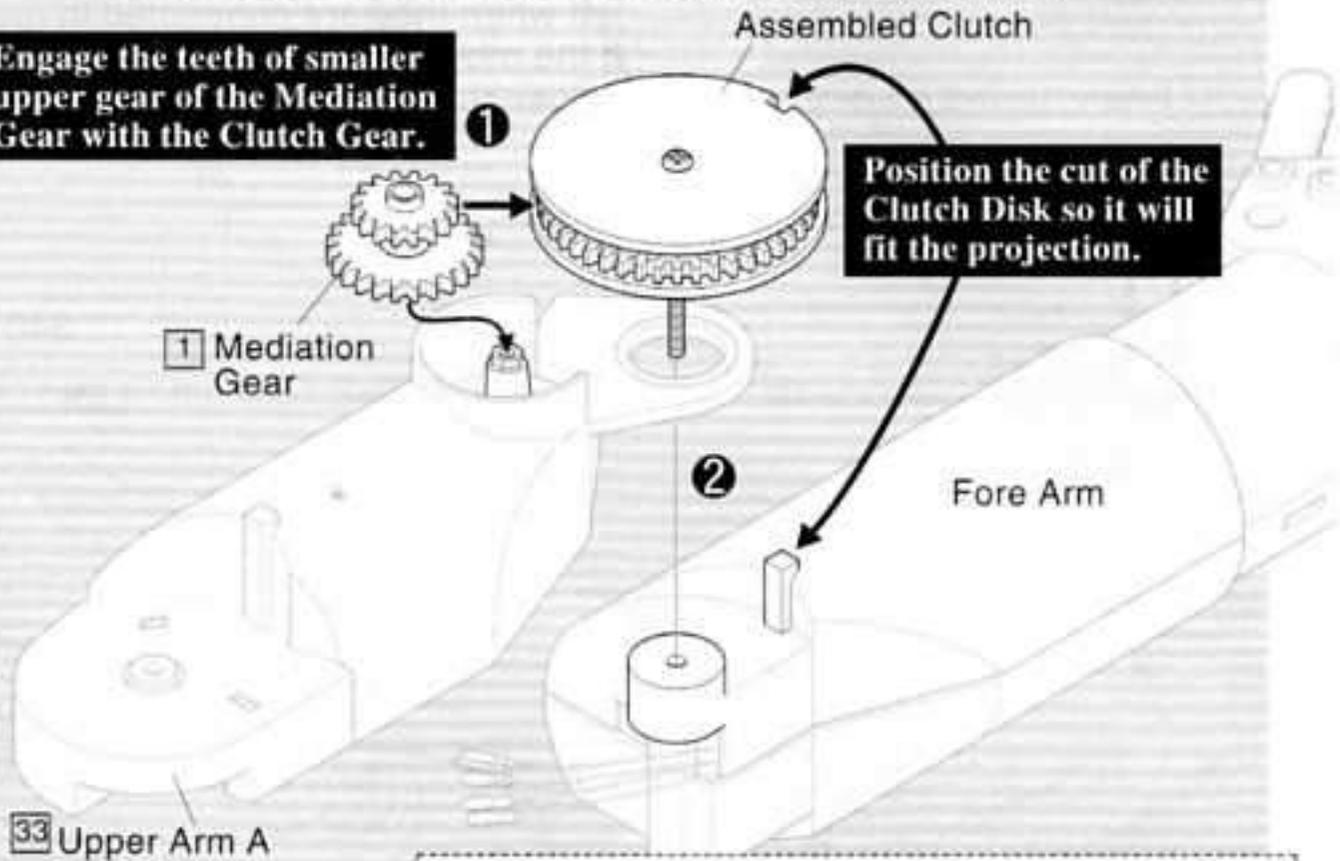 Assembled Clutch
Engage the teeth of smaller
upper gear of the Mediation
Gear with the Clutch Gear.
❶
Position the cut of the
Clutch Disk so it will
fit the projection.
1 Mediation
Gear
❷
Fore Arm
33 Upper Arm A